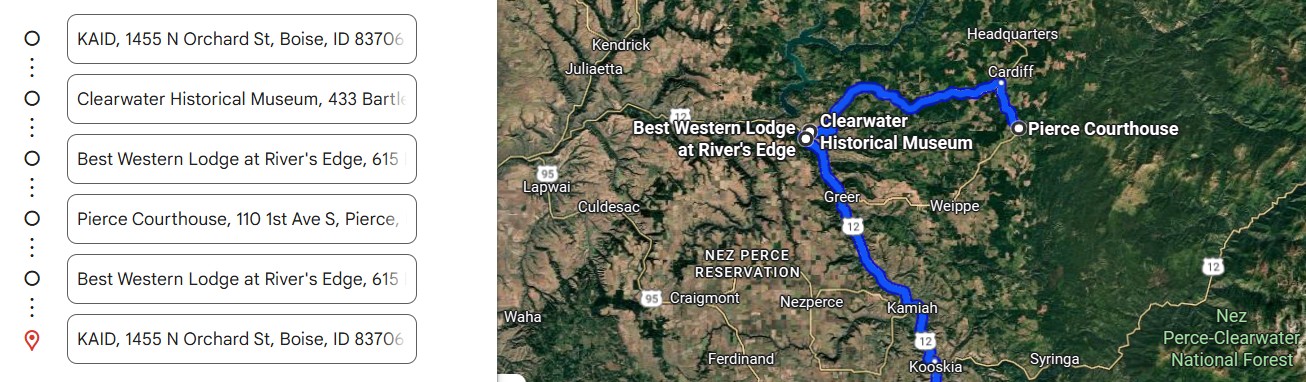 KAID, 1455 N Orchard St, Boise, ID 83706
Clearwater Historical Museum, 433 Bartle
Best Western Lodge at River's Edge, 615
Pierce Courthouse, 110 1st Ave S, Pierce,
Best Western Lodge at River's Edge, 615
KAID, 1455 N Orchard St, Boise, ID 83706
Headquarters
Kendrick
Juliaetta
Cardiff
12
Best Western Lodge
at River's Edge
Clearwater
Historical Museum
Pierce Courthouse
95
Lapwai
Culdesac
Greer
Weippe
12
NEZ PERCE
RESERVATION
12
95
Craigmont
Nezperce
Kamiah
Waha
Nez
Perce-Clearwater
National Forest
12
Ferdinand
Kooskia
Syringa